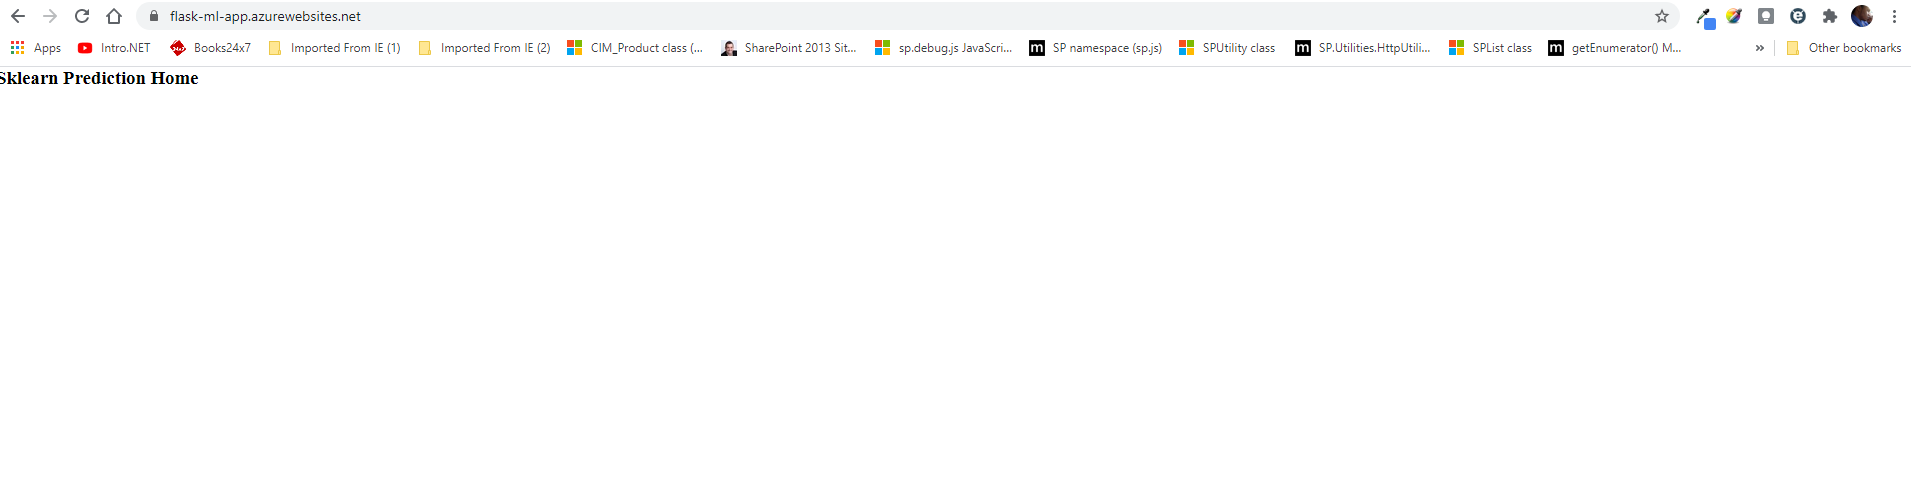 flask-ml-app.azurewebsites.net
Apps Intro.NET Books24x7 Imported From IE (1) Imported From IE (2) CIM_Product class (... SharePoint 2013 Sit... sp.debug.js JavaScri... m SP namespace (sp.js) SPUtility class m SP.Utilities.HttpUtili... SPList class m getEnumerator() M... » Other bookmarks
Sklearn Prediction Home